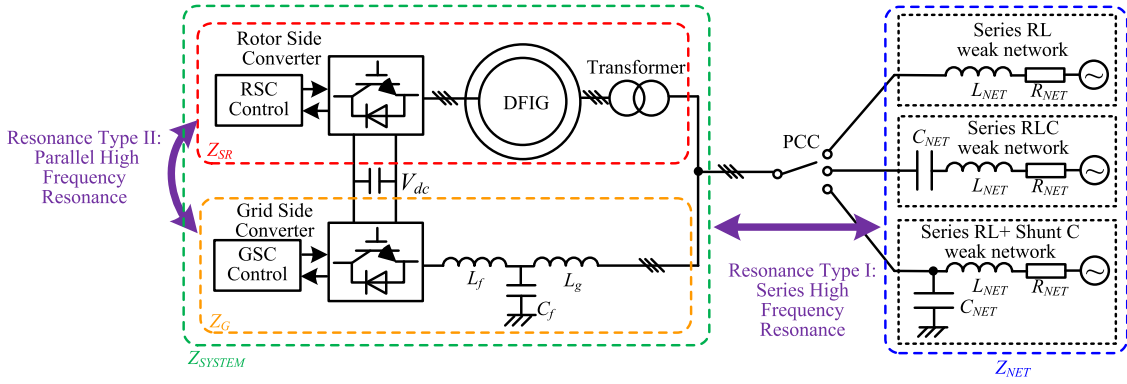 Rotor Side
Converter
RSC
Control
DFIG
Transformer
Z_SR
Resonance Type II:
Parallel High
Frequency
Resonance
V_dc
Grid Side
Converter
GSC
Control
L_f
C_f
L_g
Z_G
Z_SYSTEM
PCC
Resonance Type I:
Series High
Frequency
Resonance
Series RL
weak network
L_NET
R_NET
Series RLC
weak network
C_NET
L_NET
R_NET
Series RL+ Shunt C
weak network
L_NET
R_NET
C_NET
Z_NET